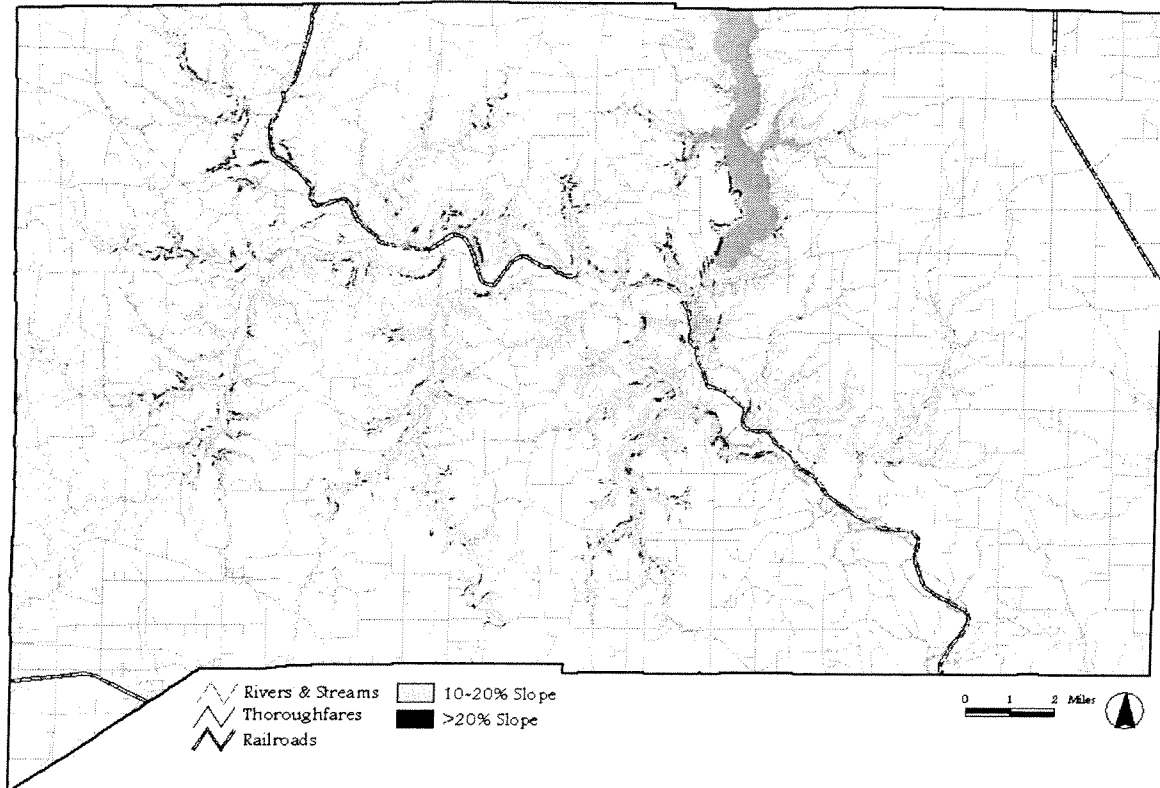 Rivers & Streams
Thoroughfares
Railroads
10-20% Slope
>20% Slope
0 1 2 Miles